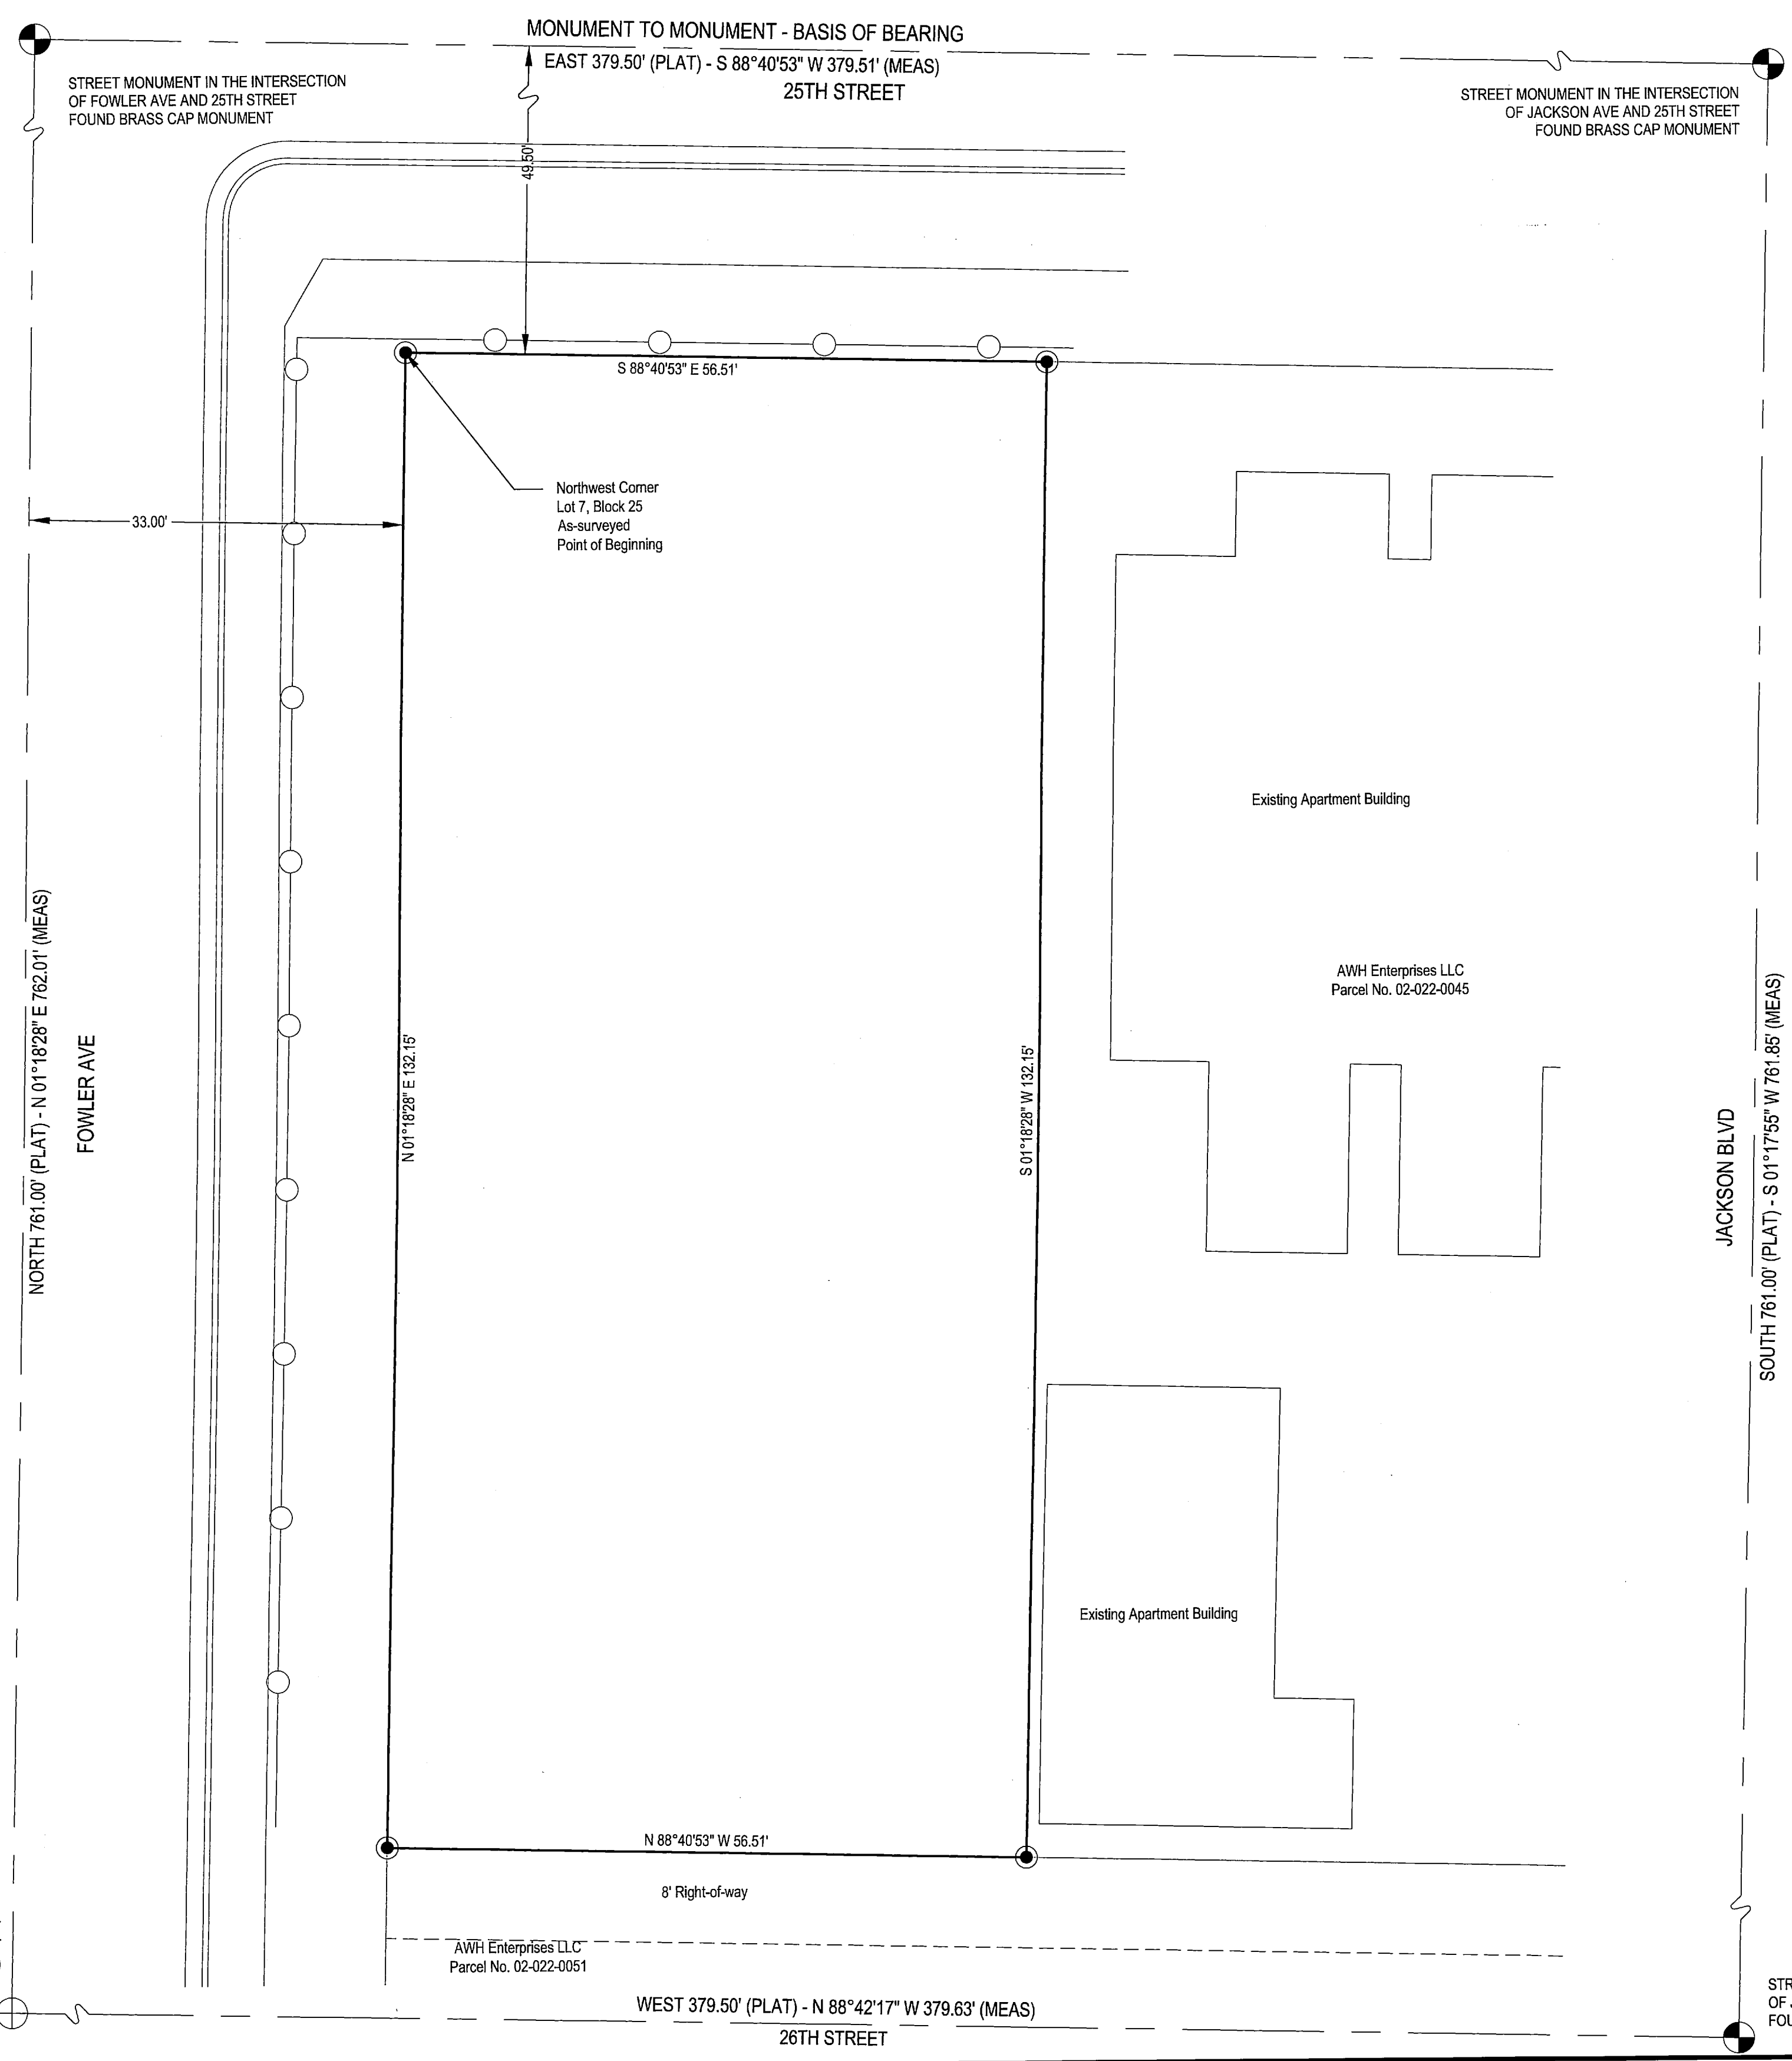 MONUMENT TO MONUMENT - BASIS OF BEARING
EAST 379.50' (PLAT) - S 88°40'53" W 379.51' (MEAS)
25TH STREET
STREET MONUMENT IN THE INTERSECTION
OF FOWLER AVE AND 25TH STREET
FOUND BRASS CAP MONUMENT
STREET MONUMENT IN THE INTERSECTION
OF JACKSON AVE AND 25TH STREET
FOUND BRASS CAP MONUMENT
49.50'
S 88°40'53" E 56.51'
Northwest Corner
Lot 7, Block 25
As-surveyed
Point of Beginning
33.00'
Existing Apartment Building
AWH Enterprises LLC
Parcel No. 02-022-0045
NORTH 761.00' (PLAT) - N 01°18'28" E 762.01' (MEAS)
FOWLER AVE
N 01°18'28" E 132.15'
S 01°18'28" W 132.15'
JACKSON BLVD
SOUTH 761.00' (PLAT) - S 01°17'55" W 761.85' (MEAS)
Existing Apartment Building
N 88°40'53" W 56.51'
8' Right-of-way
AWH Enterprises LLC
Parcel No. 02-022-0051
WEST 379.50' (PLAT) - N 88°42'17" W 379.63' (MEAS)
26TH STREET
STR
OF
FOU